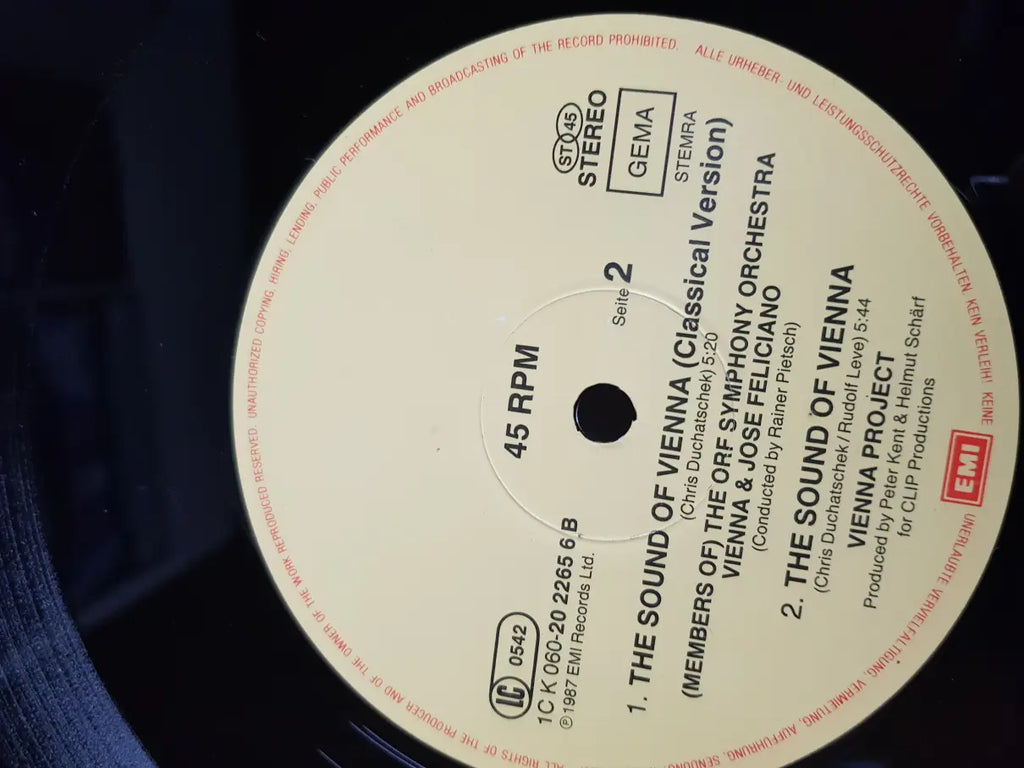 ALL RIGHTS OF THE PRODUCER AND OF THE OWNER OF THE WORK REPRODUCED RESERVED. UNAUTHORIZED COPYING, HIRING, LENDING, PUBLIC PERFORMANCE AND BROADCASTING OF THE RECORD PROHIBITED.
ALLE URHEBER- UND LEISTUNGSSCHUTZRECHTE VORBEHALTEN. KEIN VERLEIH! KEINE UNERLAUBTE VERVIELFÄLTIGUNG, VERMIETUNG, AUFFÜHRUNG, SENDUNG.
45 RPM
LC 0542
1C K 060-20 2265 6 B
℗ 1987 EMI Records Ltd.
Seite 2
ST 45
STEREO
GEMA
STEMRA
1. THE SOUND OF VIENNA (Classical Version)
(Chris Duchatschek) 5:20
(MEMBERS OF) THE ORF SYMPHONY ORCHESTRA
VIENNA & JOSE FELICIANO
(Conducted by Rainer Pietsch)
2. THE SOUND OF VIENNA
(Chris Duchatschek / Rudolf Leve) 5:44
VIENNA PROJECT
Produced by Peter Kent & Helmut Schärf
for CLIP Productions
EMI